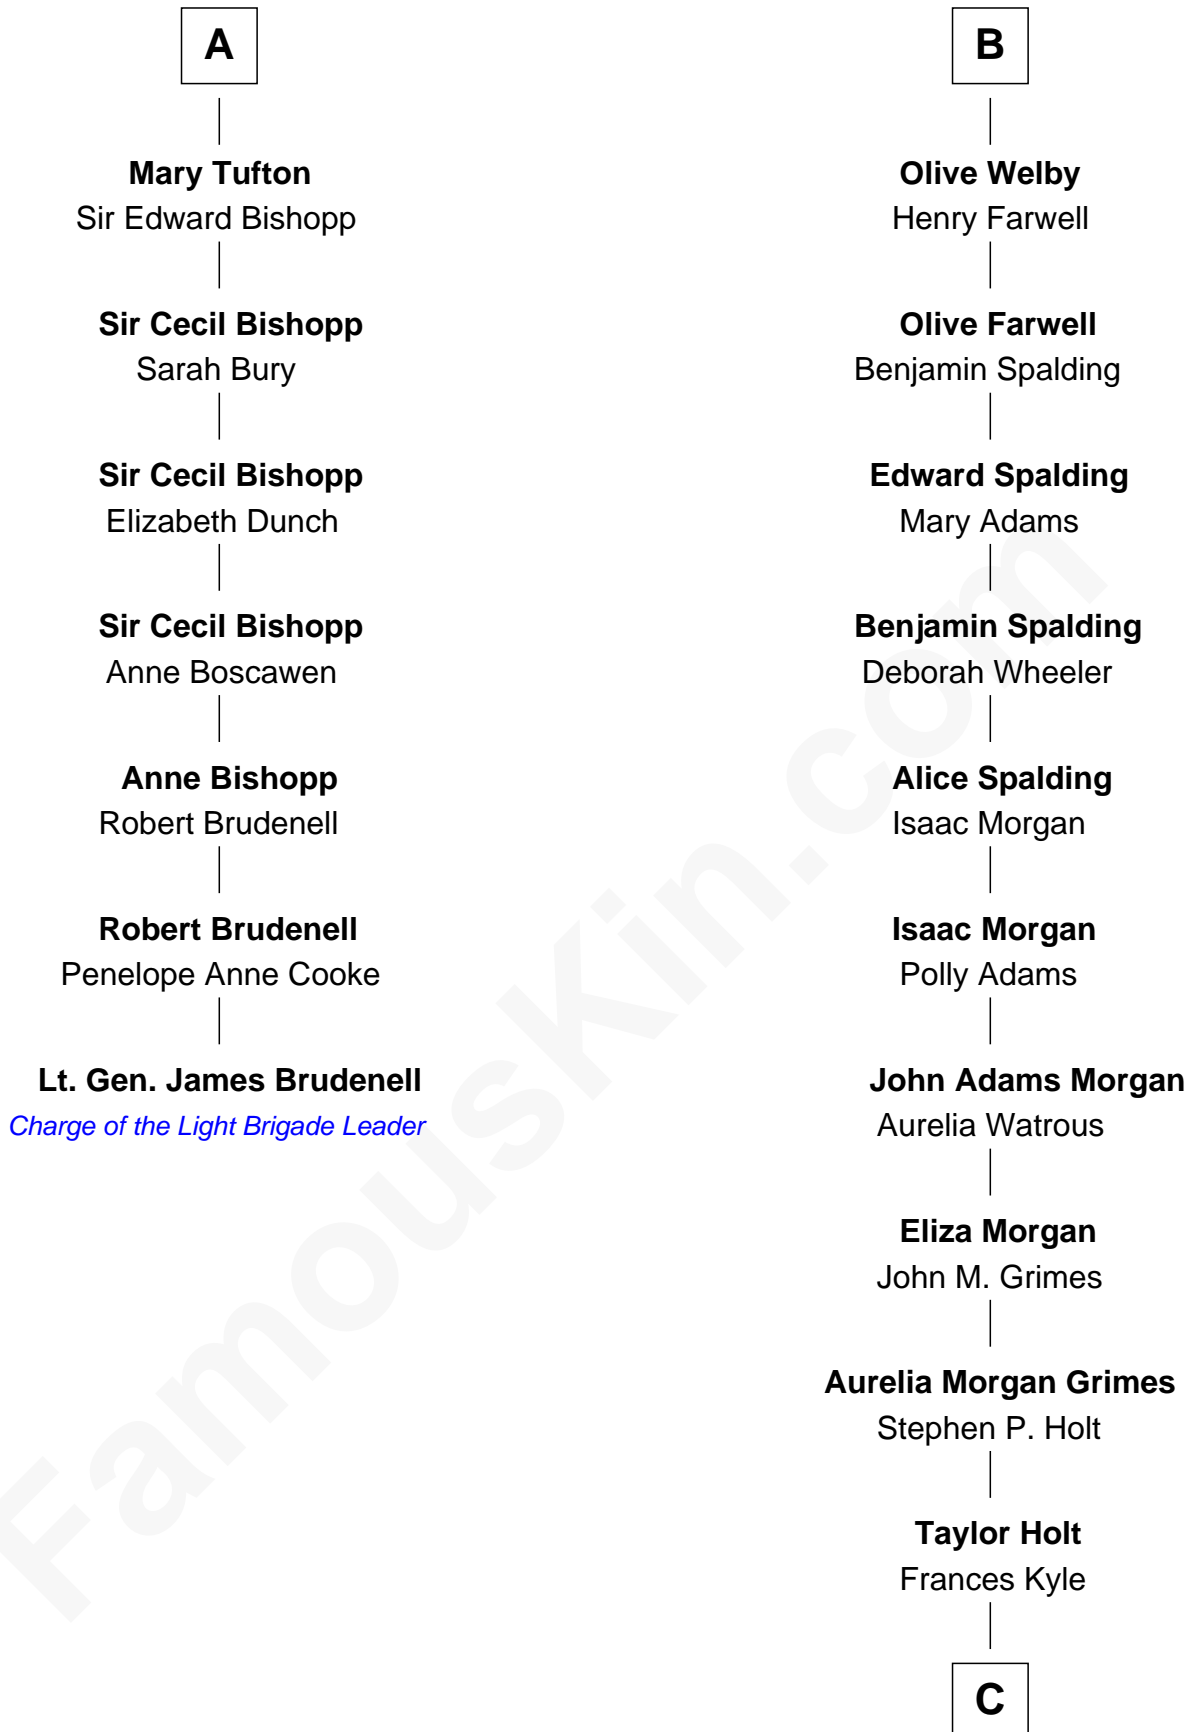 A
Mary Tufton
Sir Edward Bishopp
Sir Cecil Bishopp
Sarah Bury
Sir Cecil Bishopp
Elizabeth Dunch
Sir Cecil Bishopp
Anne Boscawen
Anne Bishopp
Robert Brudenell
Robert Brudenell
Penelope Anne Cooke
Lt. Gen. James Brudenell
Charge of the Light Brigade Leader
B
Olive Welby
Henry Farwell
Olive Farwell
Benjamin Spalding
Edward Spalding
Mary Adams
Benjamin Spalding
Deborah Wheeler
Alice Spalding
Isaac Morgan
Isaac Morgan
Polly Adams
John Adams Morgan
Aurelia Watrous
Eliza Morgan
John M. Grimes
Aurelia Morgan Grimes
Stephen P. Holt
Taylor Holt
Frances Kyle
C
FamousKin.com